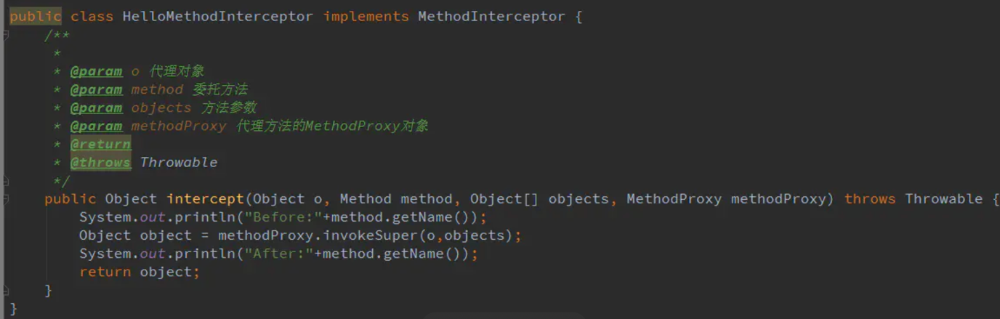 public class HelloMethodInterceptor implements MethodInterceptor {
/**
*
* @param o 代理对象
* @param method 委托方法
* @param objects 方法参数
* @param methodProxy 代理方法的MethodProxy对象
* @return
* @throws Throwable
*/
public Object intercept(Object o, Method method, Object[] objects, MethodProxy methodProxy) throws Throwable {
System.out.println("Before:"+method.getName());
Object object = methodProxy.invokeSuper(o,objects);
System.out.println("After:"+method.getName());
return object;
}
}